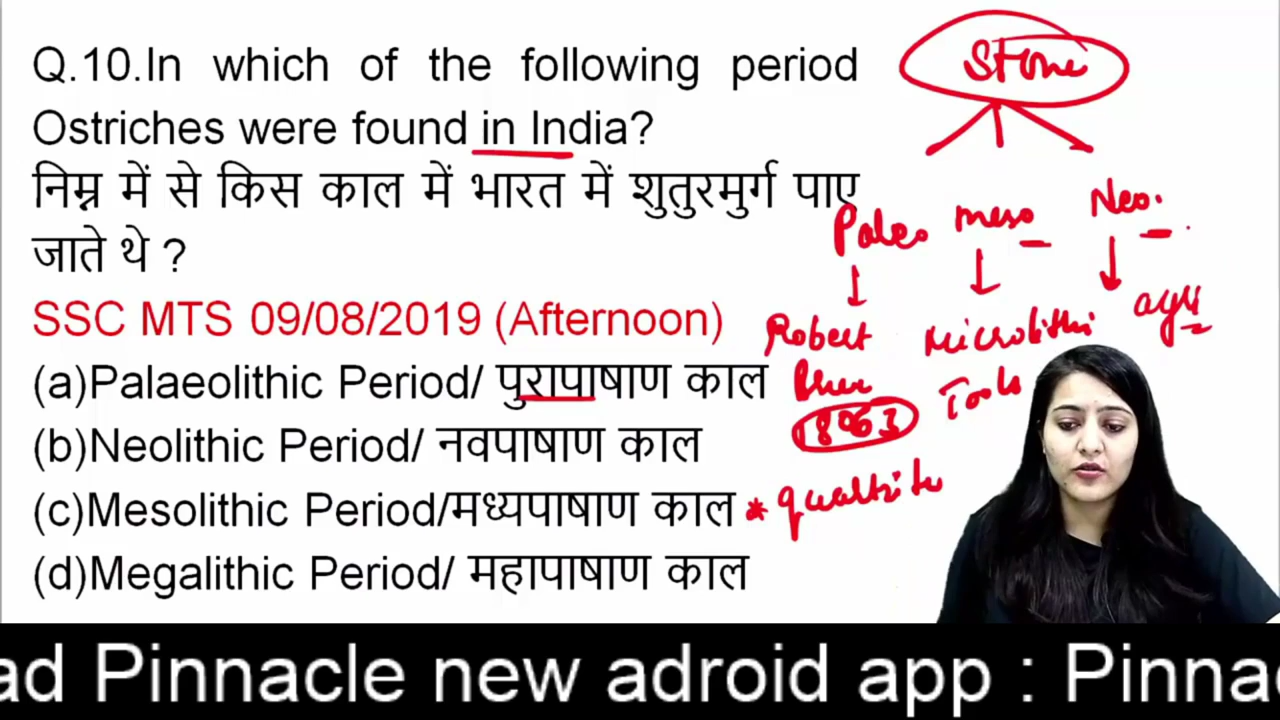 Q.10.In which of the following period
Ostriches were found in India?
निम्न में से किस काल में भारत में शुतुरमुर्ग पाए
जाते थे ?
SSC MTS 09/08/2019 (Afternoon)
(a)Palaeolithic Period/ पुरापाषाण काल
(b)Neolithic Period/ नवपाषाण काल
(c)Mesolithic Period/मध्यपाषाण काल
(d)Megalithic Period/ महापाषाण काल
Stone
Paleo meso Neo.
Robert
1863
Tools
ad Pinnacle new adroid app : Pinna